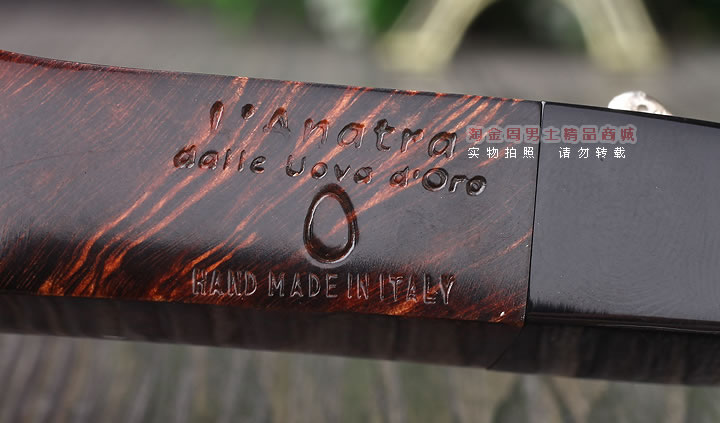 l'Anatra
dalle Uova d'Oro
HAND MADE IN ITALY
淘金周男士精品商城
实物拍照 请勿转载